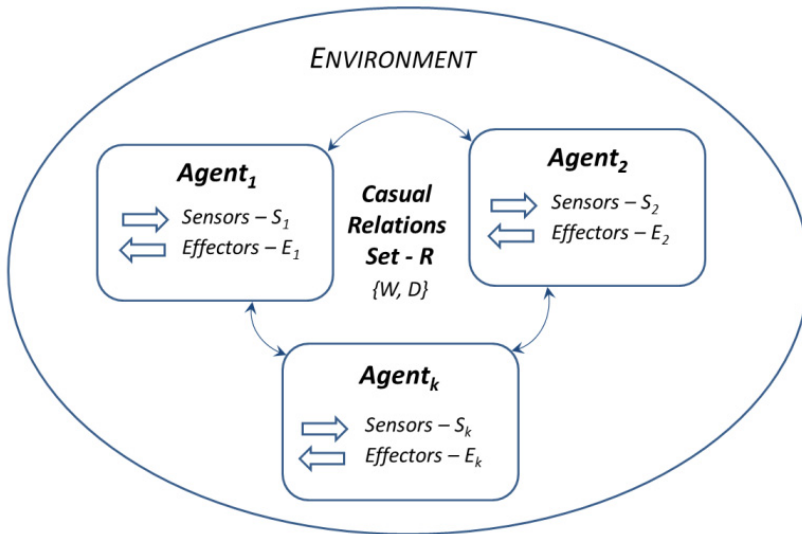 ENVIRONMENT
Agent1
Sensors – S1
Effectors – E1
Casual
Relations
Set - R
{W, D}
Agent2
Sensors – S2
Effectors – E2
Agentk
Sensors – Sk
Effectors – Ek